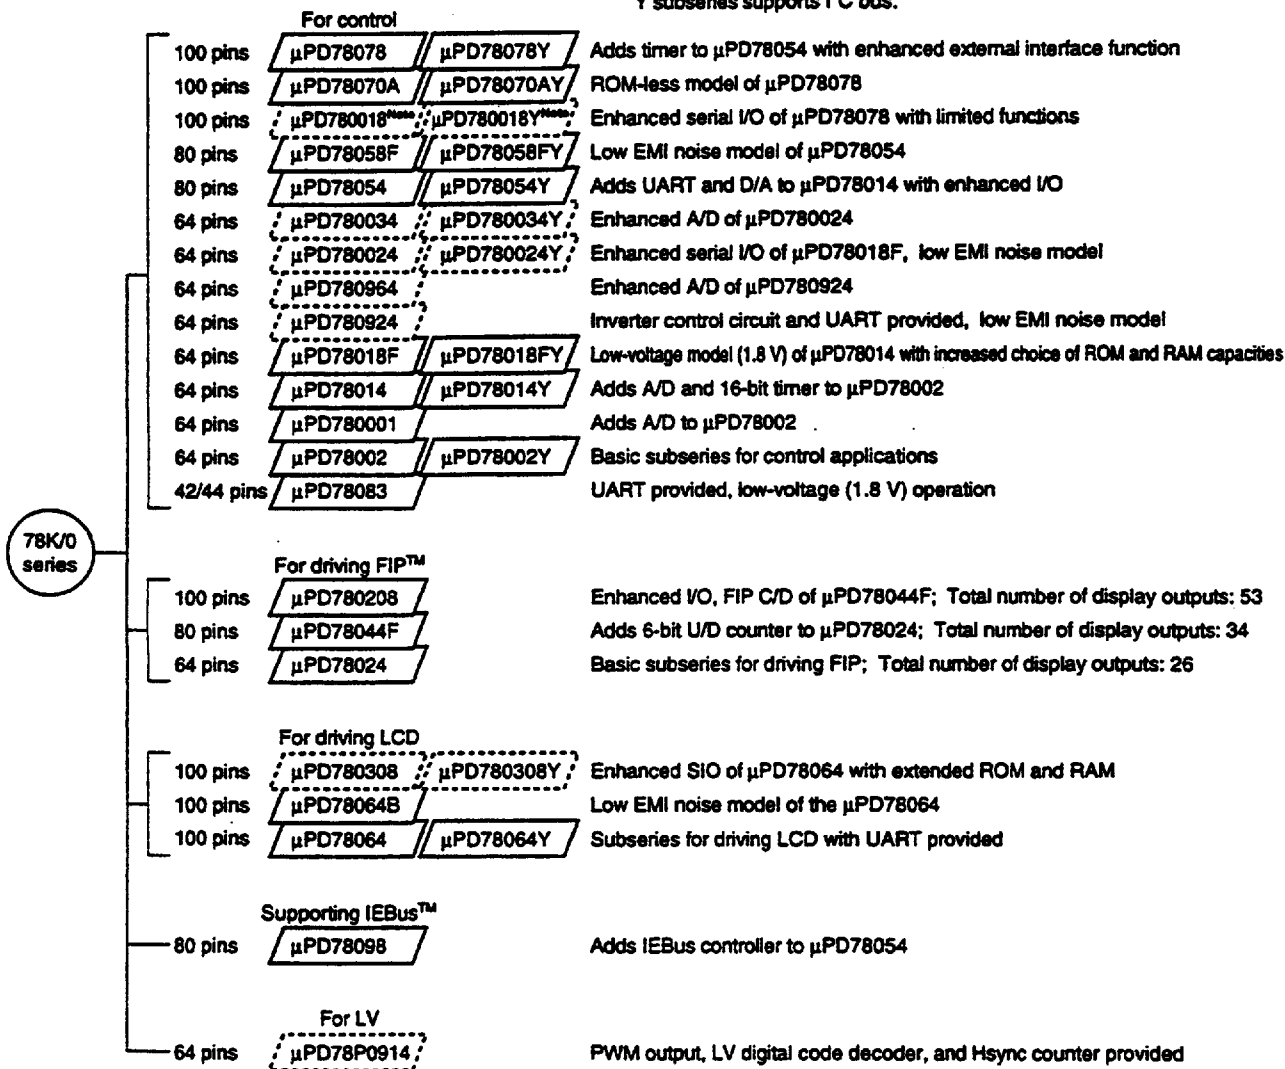 Y subseries supports I²C bus.
For control
100 pins µPD78078 µPD78078Y Adds timer to µPD78054 with enhanced external interface function
100 pins µPD78070A µPD78070AY ROM-less model of µPD78078
100 pins µPD780018Note µPD780018YNote Enhanced serial I/O of µPD78078 with limited functions
80 pins µPD78058F µPD78058FY Low EMI noise model of µPD78054
80 pins µPD78054 µPD78054Y Adds UART and D/A to µPD78014 with enhanced I/O
64 pins µPD780034 µPD780034Y Enhanced A/D of µPD780024
64 pins µPD780024 µPD780024Y Enhanced serial I/O of µPD78018F, low EMI noise model
64 pins µPD780964 Enhanced A/D of µPD780924
64 pins µPD780924 Inverter control circuit and UART provided, low EMI noise model
64 pins µPD78018F µPD78018FY Low-voltage model (1.8 V) of µPD78014 with increased choice of ROM and RAM capacities
64 pins µPD78014 µPD78014Y Adds A/D and 16-bit timer to µPD78002
64 pins µPD780001 Adds A/D to µPD78002
64 pins µPD78002 µPD78002Y Basic subseries for control applications
42/44 pins µPD78083 UART provided, low-voltage (1.8 V) operation
78K/0
series
For driving FIP™
100 pins µPD780208 Enhanced I/O, FIP C/D of µPD78044F; Total number of display outputs: 53
80 pins µPD78044F Adds 6-bit U/D counter to µPD78024; Total number of display outputs: 34
64 pins µPD78024 Basic subseries for driving FIP; Total number of display outputs: 26
For driving LCD
100 pins µPD780308 µPD780308Y Enhanced SIO of µPD78064 with extended ROM and RAM
100 pins µPD78064B Low EMI noise model of the µPD78064
100 pins µPD78064 µPD78064Y Subseries for driving LCD with UART provided
Supporting IEBus™
80 pins µPD78098 Adds IEBus controller to µPD78054
For LV
64 pins µPD78P0914 PWM output, LV digital code decoder, and Hsync counter provided